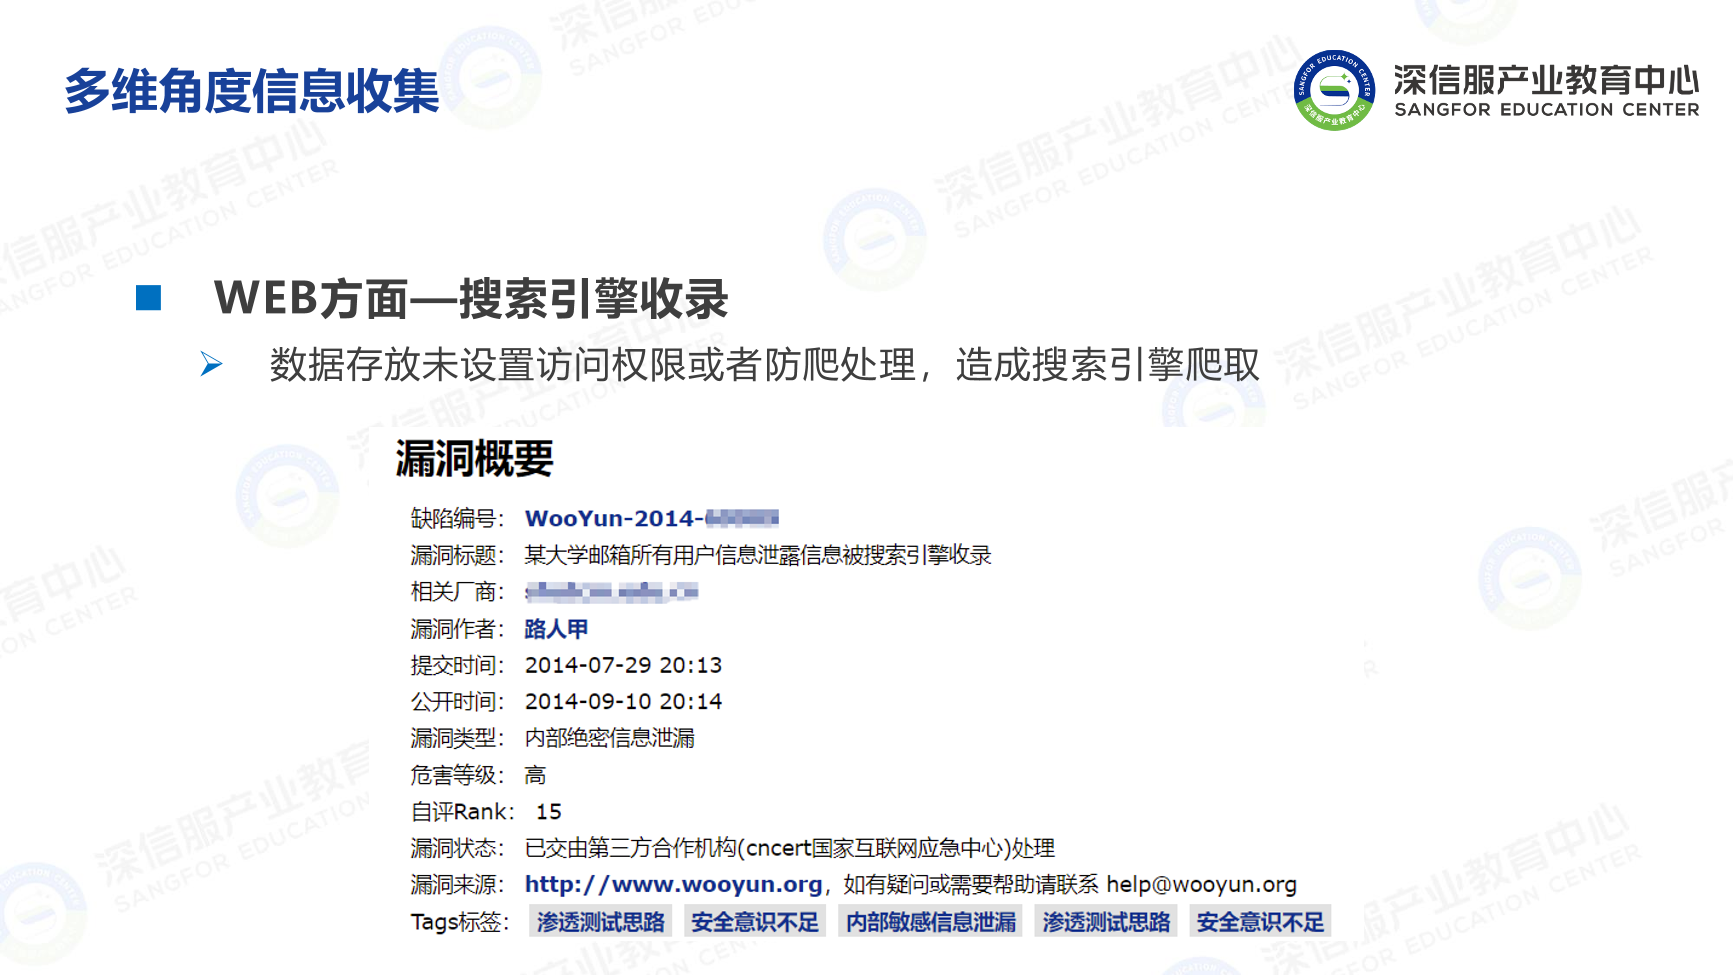 多维角度信息收集
深信服产业教育中心
SANGFOR EDUCATION CENTER
WEB方面—搜索引擎收录
数据存放未设置访问权限或者防爬处理，造成搜索引擎爬取
漏洞概要
缺陷编号： WooYun-2014-
漏洞标题： 某大学邮箱所有用户信息泄露信息被搜索引擎收录
相关厂商：
漏洞作者： 路人甲
提交时间： 2014-07-29 20:13
公开时间： 2014-09-10 20:14
漏洞类型： 内部绝密信息泄漏
危害等级： 高
自评Rank： 15
漏洞状态： 已交由第三方合作机构(cncert国家互联网应急中心)处理
漏洞来源： http://www.wooyun.org，如有疑问或需要帮助请联系 help@wooyun.org
Tags标签： 渗透测试思路 安全意识不足 内部敏感信息泄漏 渗透测试思路 安全意识不足